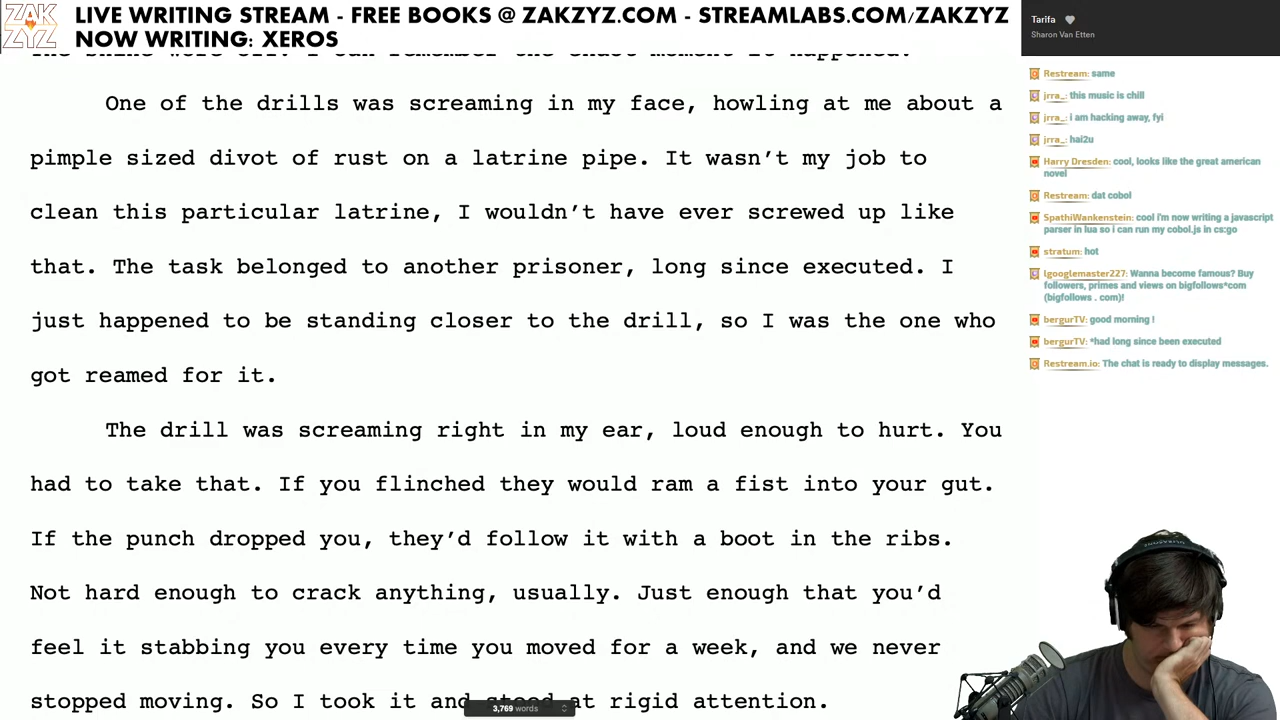 ZAK
ZYZ
LIVE WRITING STREAM - FREE BOOKS @ ZAKZYZ.COM - STREAMLABS.COM/ZAKZYZ
NOW WRITING: XEROS
The shine wore off. I can remember the exact moment it happened.
One of the drills was screaming in my face, howling at me about a
pimple sized divot of rust on a latrine pipe. It wasn’t my job to
clean this particular latrine, I wouldn’t have ever screwed up like
that. The task belonged to another prisoner, long since executed. I
just happened to be standing closer to the drill, so I was the one who
got reamed for it.
The drill was screaming right in my ear, loud enough to hurt. You
had to take that. If you flinched they would ram a fist into your gut.
If the punch dropped you, they’d follow it with a boot in the ribs.
Not hard enough to crack anything, usually. Just enough that you’d
feel it stabbing you every time you moved for a week, and we never
stopped moving. So I took it and stood at rigid attention.
3,769 words
Tarifa
Sharon Van Etten
Restream: same
jrra_: this music is chill
jrra_: i am hacking away, fyi
jrra_: hai2u
Harry Dresden: cool, looks like the great american
novel
Restream: dat cobol
SpathiWankenstein: cool i'm now writing a javascript
parser in lua so i can run my cobol.js in cs:go
stratum: hot
lgooglemaster227: Wanna become famous? Buy
followers, primes and views on bigfollows*com
(bigfollows . com)!
bergurTV: good morning !
bergurTV: *had long since been executed
Restream.io: The chat is ready to display messages.